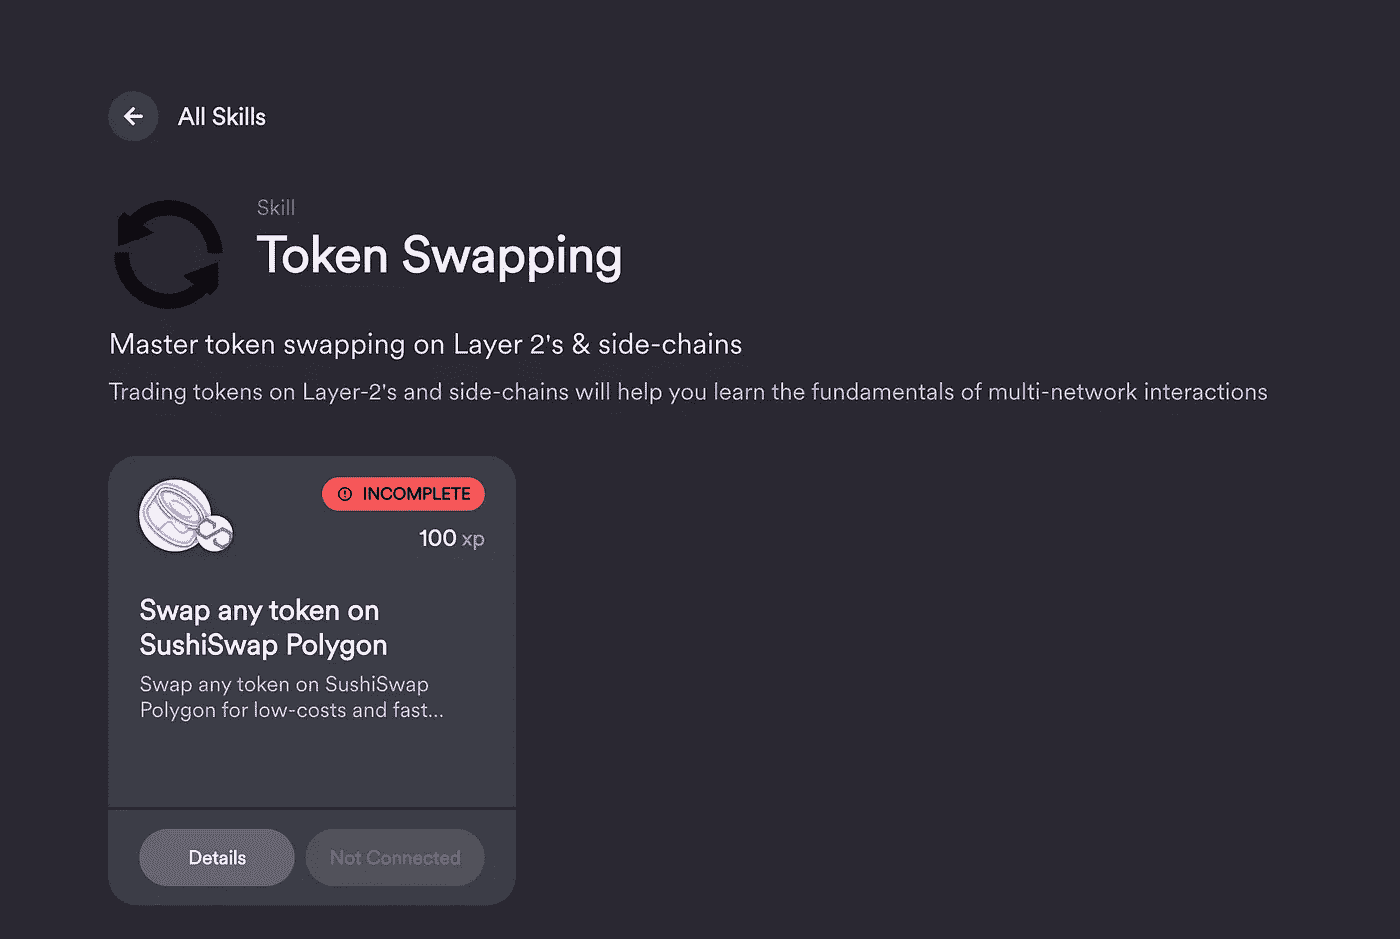 All Skills
Skill
Token Swapping
Master token swapping on Layer 2's & side-chains
Trading tokens on Layer-2's and side-chains will help you learn the fundamentals of multi-network interactions
INCOMPLETE
100 xp
Swap any token on
SushiSwap Polygon
Swap any token on SushiSwap
Polygon for low-costs and fast...
Details
Not Connected